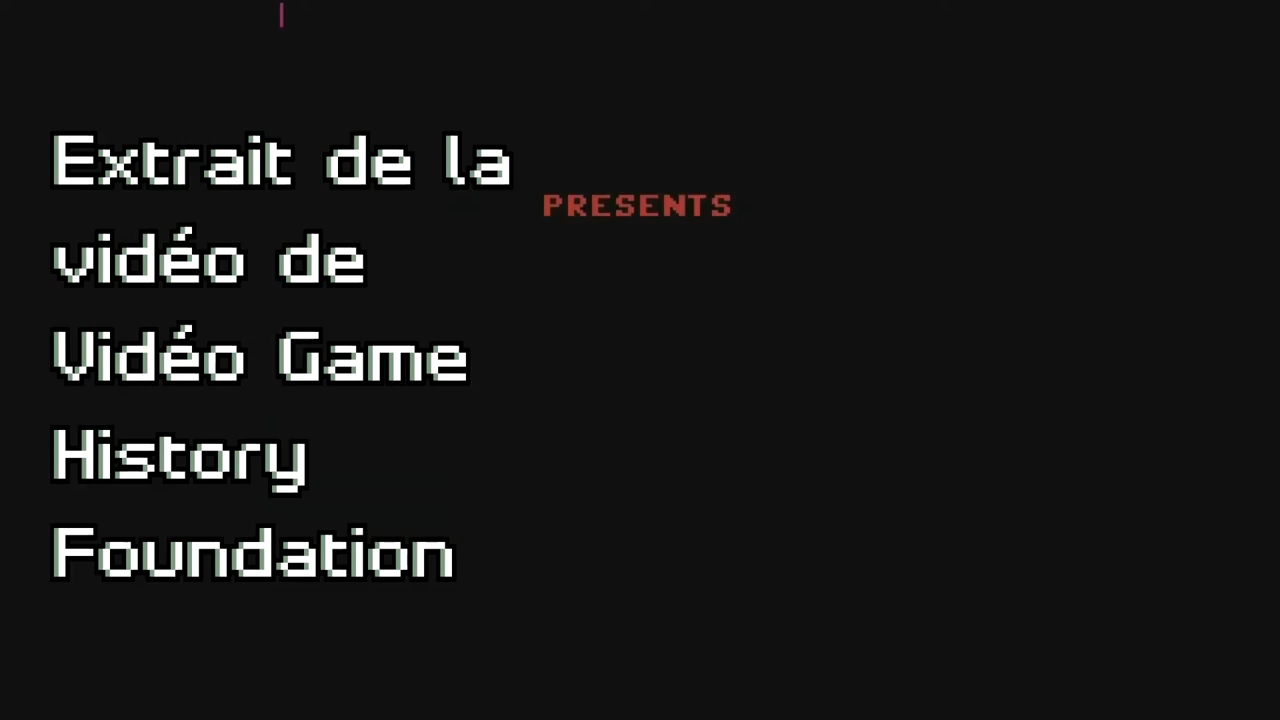 Extrait de la
PRESENTS
vidéo de
Vidéo Game
History
Foundation